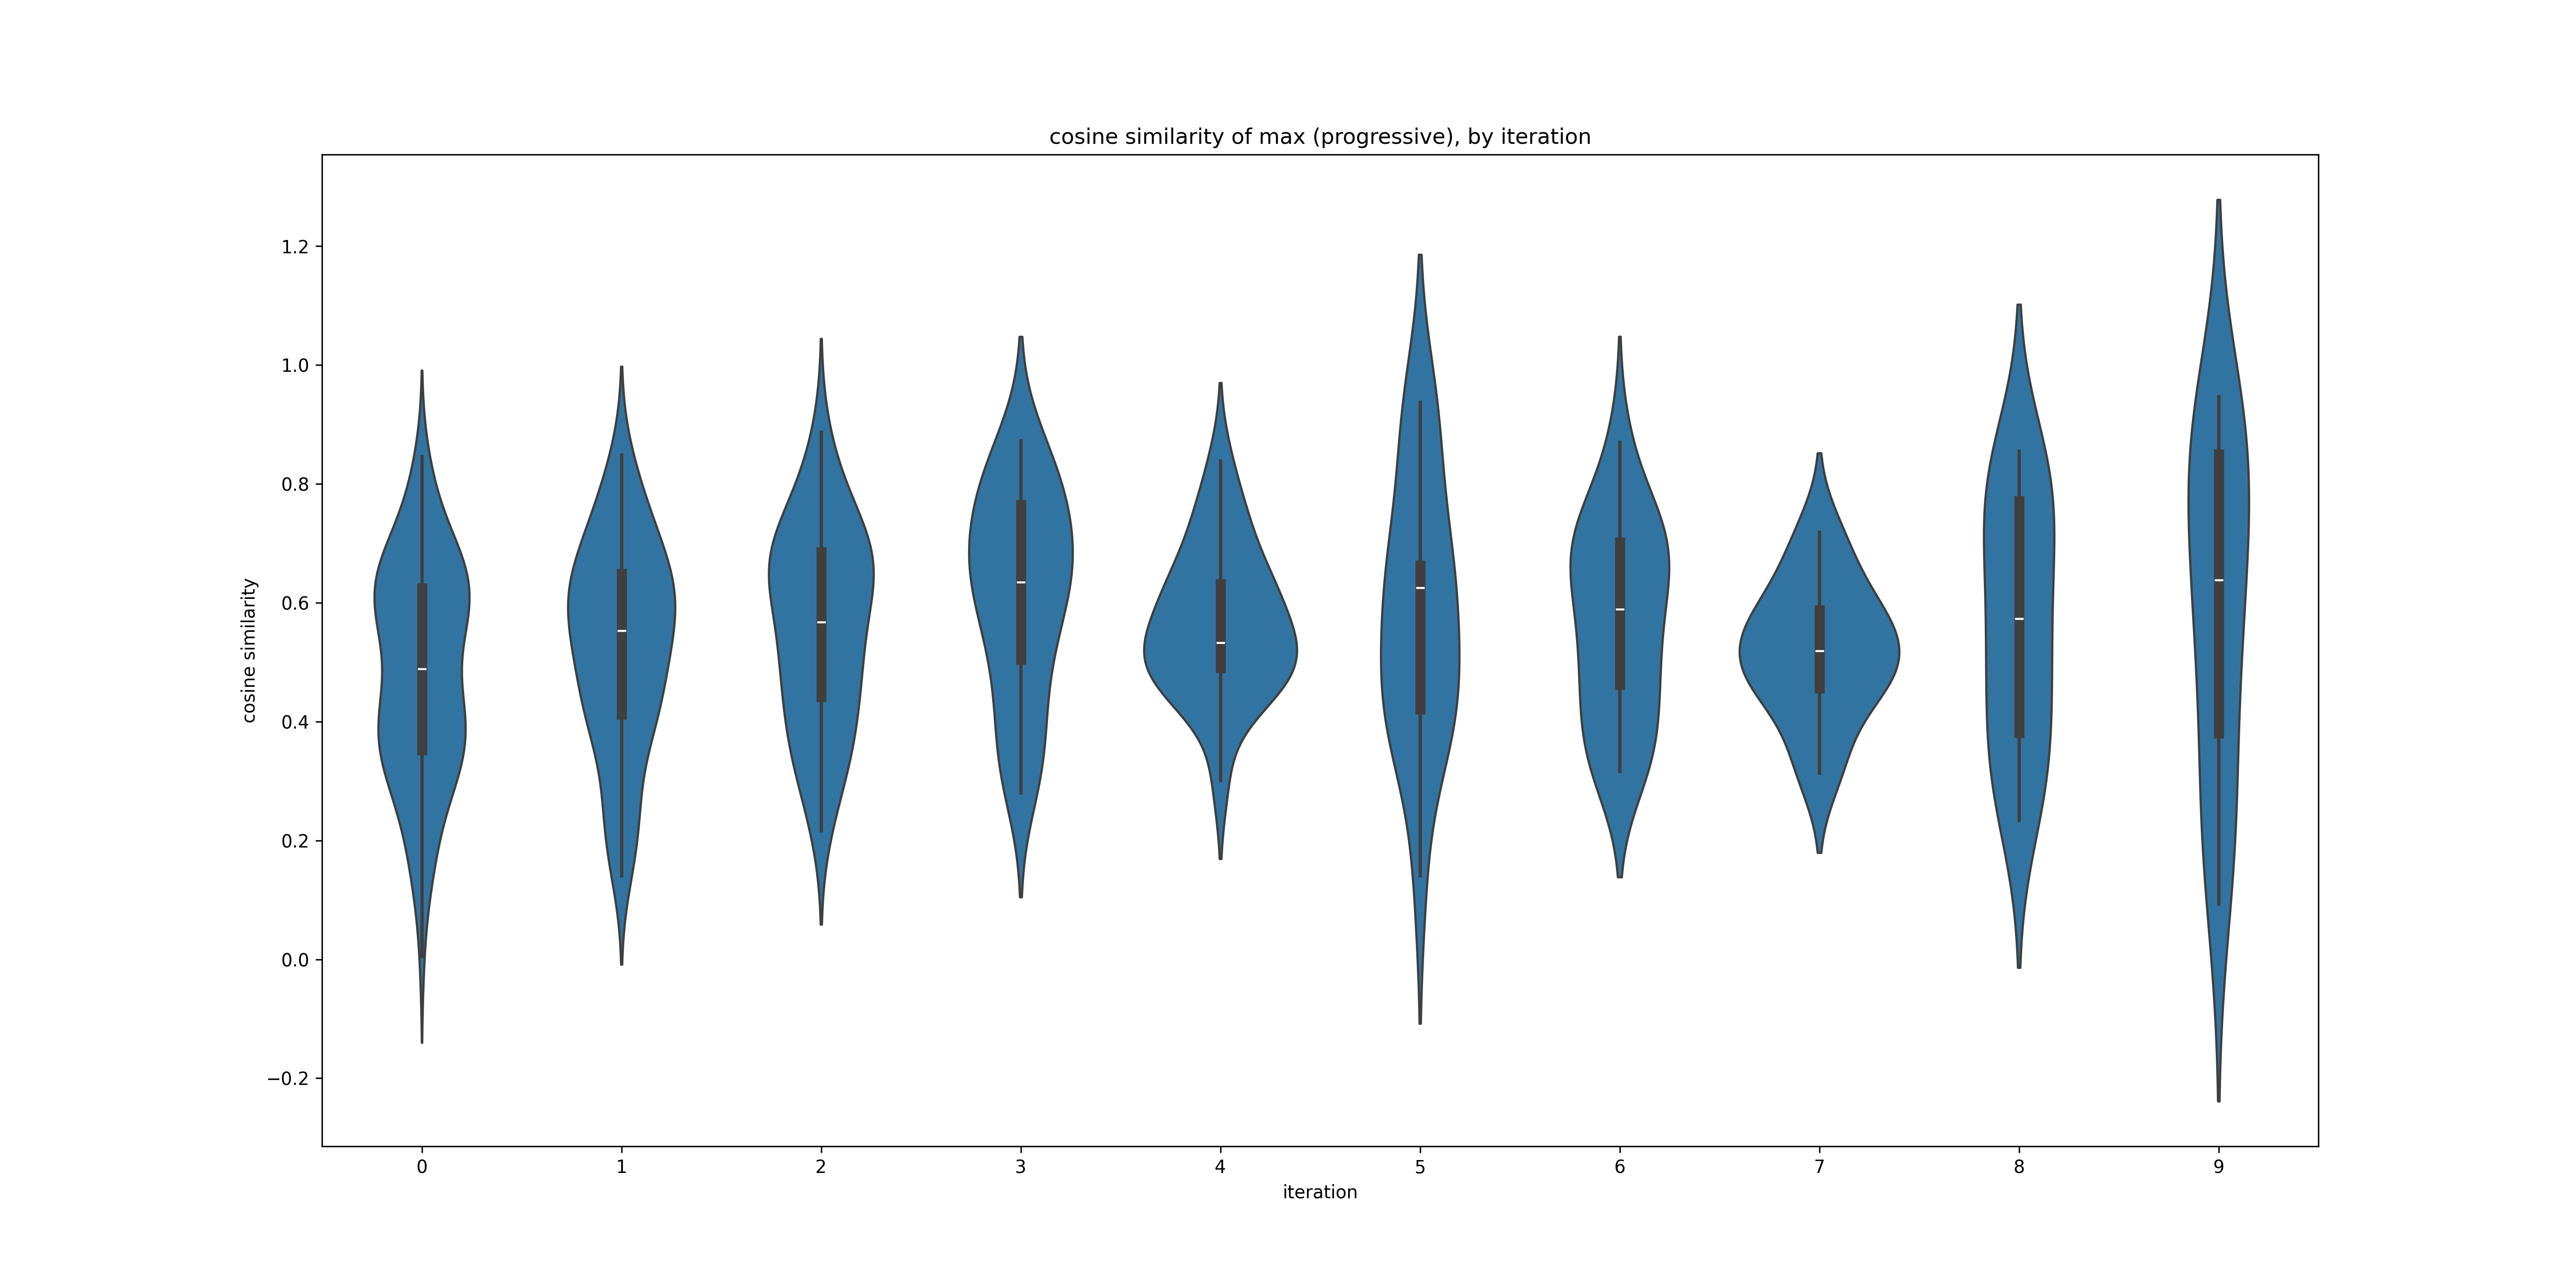 cosine similarity of max (progressive), by iteration
cosine similarity
1.2
1.0
0.8
0.6
0.4
0.2
0.0
−0.2
0 1 2 3 4 5 6 7 8 9
iteration